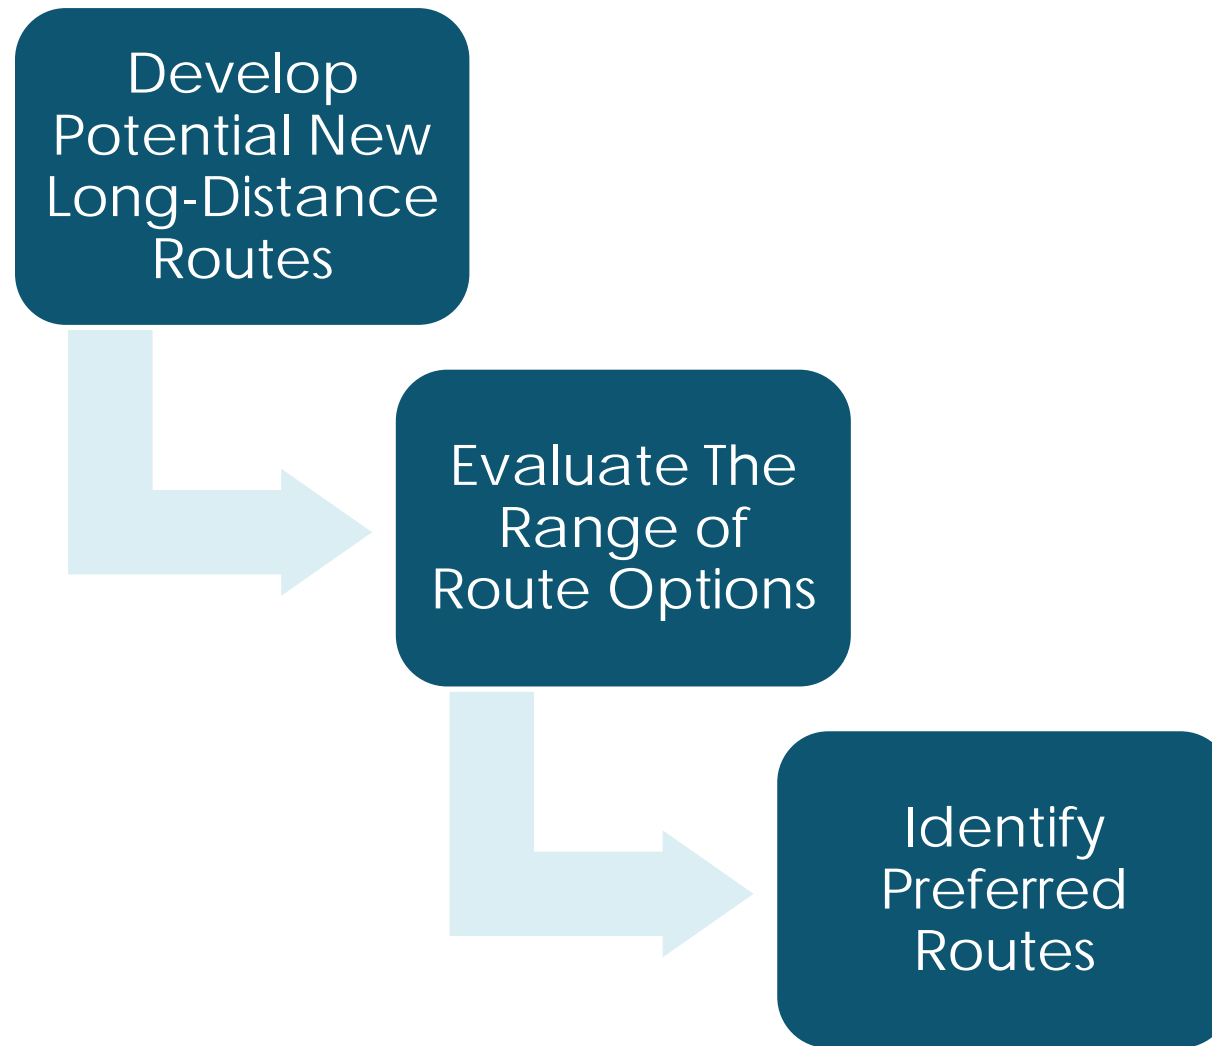 Develop
Potential New
Long-Distance
Routes
Evaluate The
Range of
Route Options
Identify
Preferred
Routes